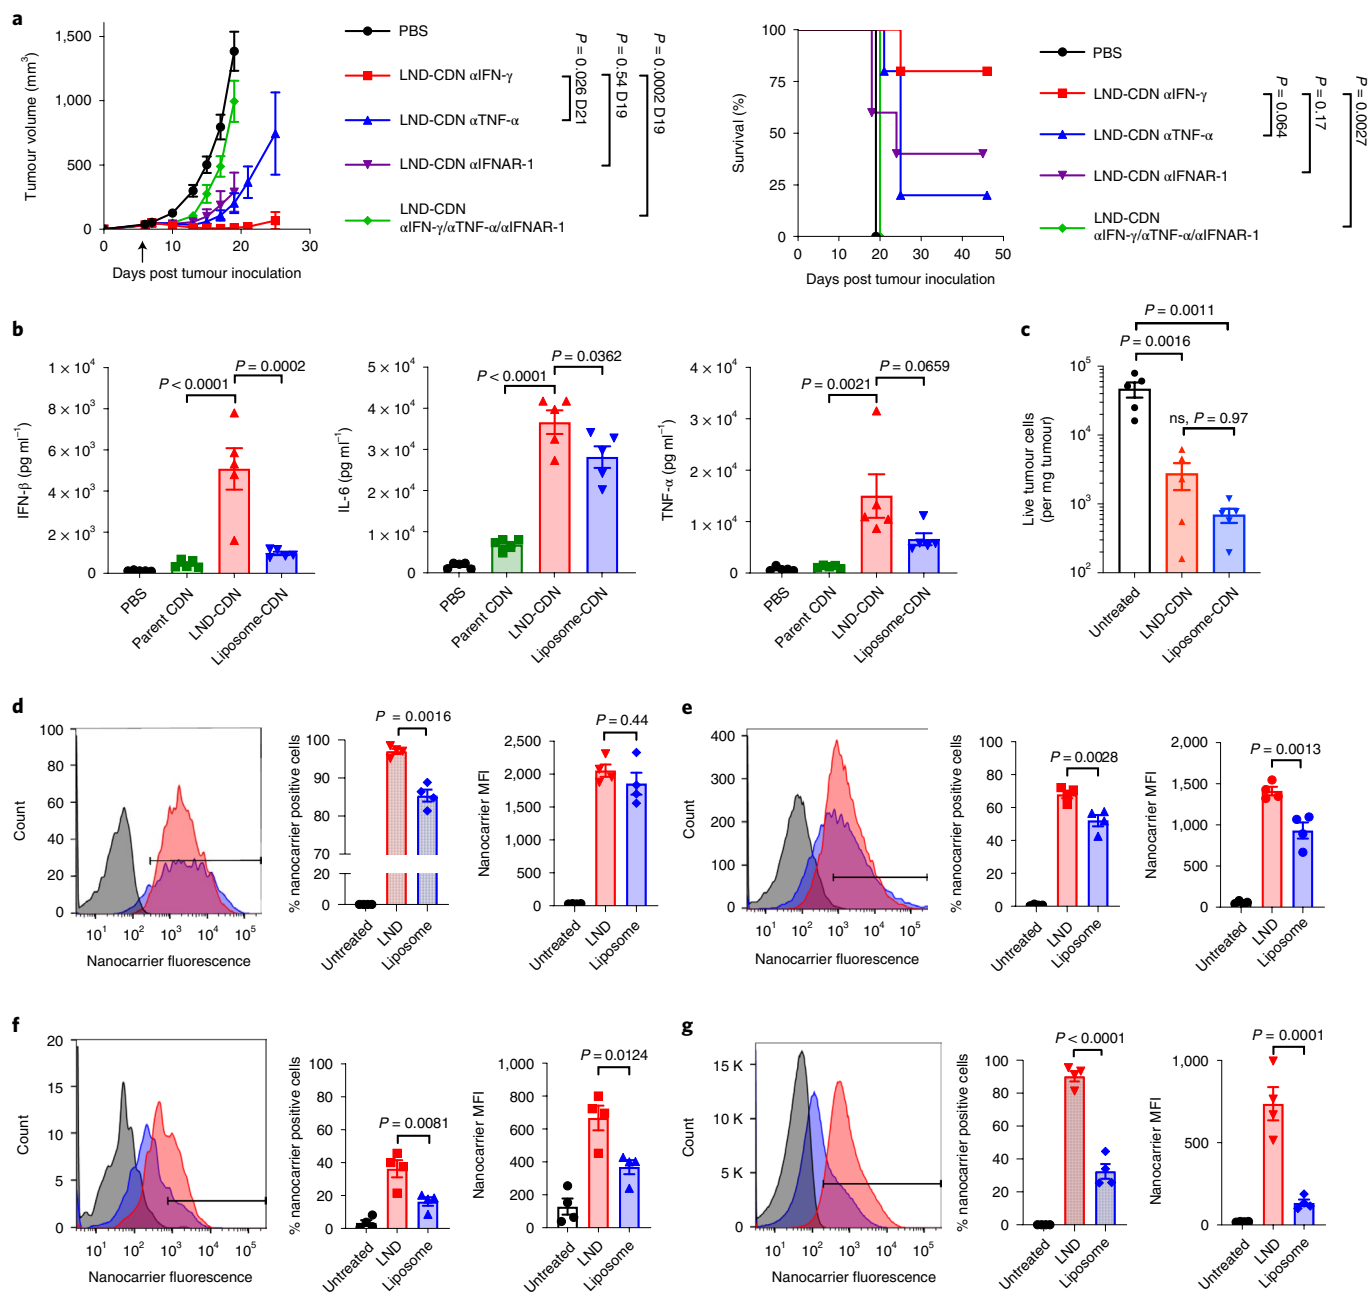 a
Tumour volume (mm³)
1,500
1,000
500
0
0
10
20
30
Days post tumour inoculation
PBS
LND-CDN αIFN-γ
LND-CDN αTNF-α
LND-CDN αIFNAR-1
LND-CDN
αIFN-γ/αTNF-α/αIFNAR-1
P = 0.026 D21
P = 0.54 D19
P = 0.0002 D19
Survival (%)
100
75
50
25
0
0
10
20
30
40
50
Days post tumour inoculation
PBS
LND-CDN αIFN-γ
LND-CDN αTNF-α
LND-CDN αIFNAR-1
LND-CDN
αIFN-γ/αTNF-α/αIFNAR-1
P = 0.064
P = 0.17
P = 0.0027
b
IFN-β (pg ml⁻¹)
1 × 10⁴
8 × 10³
6 × 10³
4 × 10³
2 × 10³
0
P < 0.0001
P = 0.0002
PBS
Parent CDN
LND-CDN
Liposome-CDN
IL-6 (pg ml⁻¹)
5 × 10⁴
4 × 10⁴
3 × 10⁴
2 × 10⁴
1 × 10⁴
0
P < 0.0001
P = 0.0362
PBS
Parent CDN
LND-CDN
Liposome-CDN
TNF-α (pg ml⁻¹)
4 × 10⁴
3 × 10⁴
2 × 10⁴
1 × 10⁴
0
P = 0.0021
P = 0.0659
PBS
Parent CDN
LND-CDN
Liposome-CDN
c
Live tumour cells
(per mg tumour)
10⁵
10⁴
10³
10²
P = 0.0011
P = 0.0016
ns, P = 0.97
Untreated
LND-CDN
Liposome-CDN
d
Count
100
80
60
40
20
0
10¹
10²
10³
10⁴
10⁵
Nanocarrier fluorescence
% nanocarrier positive cells
100
90
80
70
20
0
P = 0.0016
Untreated
LND
Liposome
Nanocarrier MFI
2,500
2,000
1,500
1,000
500
0
P = 0.44
Untreated
LND
Liposome
e
Count
400
300
200
100
0
10¹
10²
10³
10⁴
10⁵
Nanocarrier fluorescence
% nanocarrier positive cells
100
80
60
40
20
0
P = 0.0028
Untreated
LND
Liposome
Nanocarrier MFI
2,000
1,500
1,000
500
0
P = 0.0013
Untreated
LND
Liposome
f
Count
20
15
10
5
0
10¹
10²
10³
10⁴
10⁵
Nanocarrier fluorescence
% nanocarrier positive cells
100
80
60
40
20
0
P = 0.0081
Untreated
LND
Liposome
Nanocarrier MFI
1,000
800
600
400
200
0
P = 0.0124
Untreated
LND
Liposome
g
Count
15 K
10 K
5 K
0
10¹
10²
10³
10⁴
10⁵
Nanocarrier fluorescence
% nanocarrier positive cells
100
80
60
40
20
0
P < 0.0001
Untreated
LND
Liposome
Nanocarrier MFI
1,000
500
0
P = 0.0001
Untreated
LND
Liposome